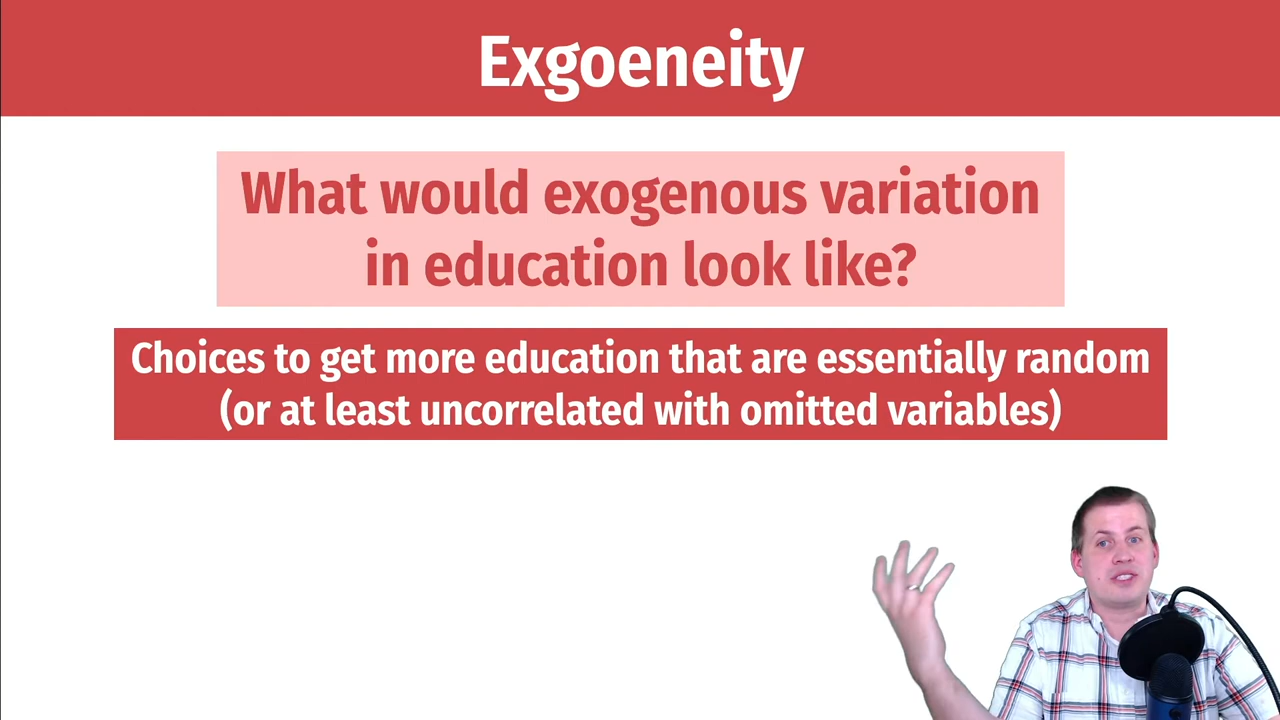 Exgoeneity
What would exogenous variation
in education look like?
Choices to get more education that are essentially random
(or at least uncorrelated with omitted variables)